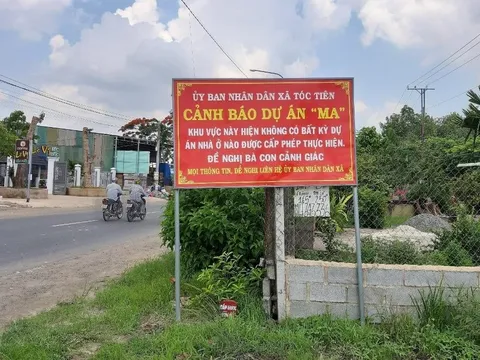 ỦY BAN NHÂN DÂN XÃ TÓC TIÊN
CẢNH BÁO DỰ ÁN "MA"
KHU VỰC NÀY HIỆN KHÔNG CÓ BẤT KỲ DỰ
ÁN NHÀ Ở NÀO ĐƯỢC CẤP PHÉP THỰC HIỆN.
ĐỀ NGHỊ BÀ CON CẢNH GIÁC
MỌI THÔNG TIN, ĐỀ NGHỊ LIÊN HỆ ỦY BAN NHÂN DÂN XÃ